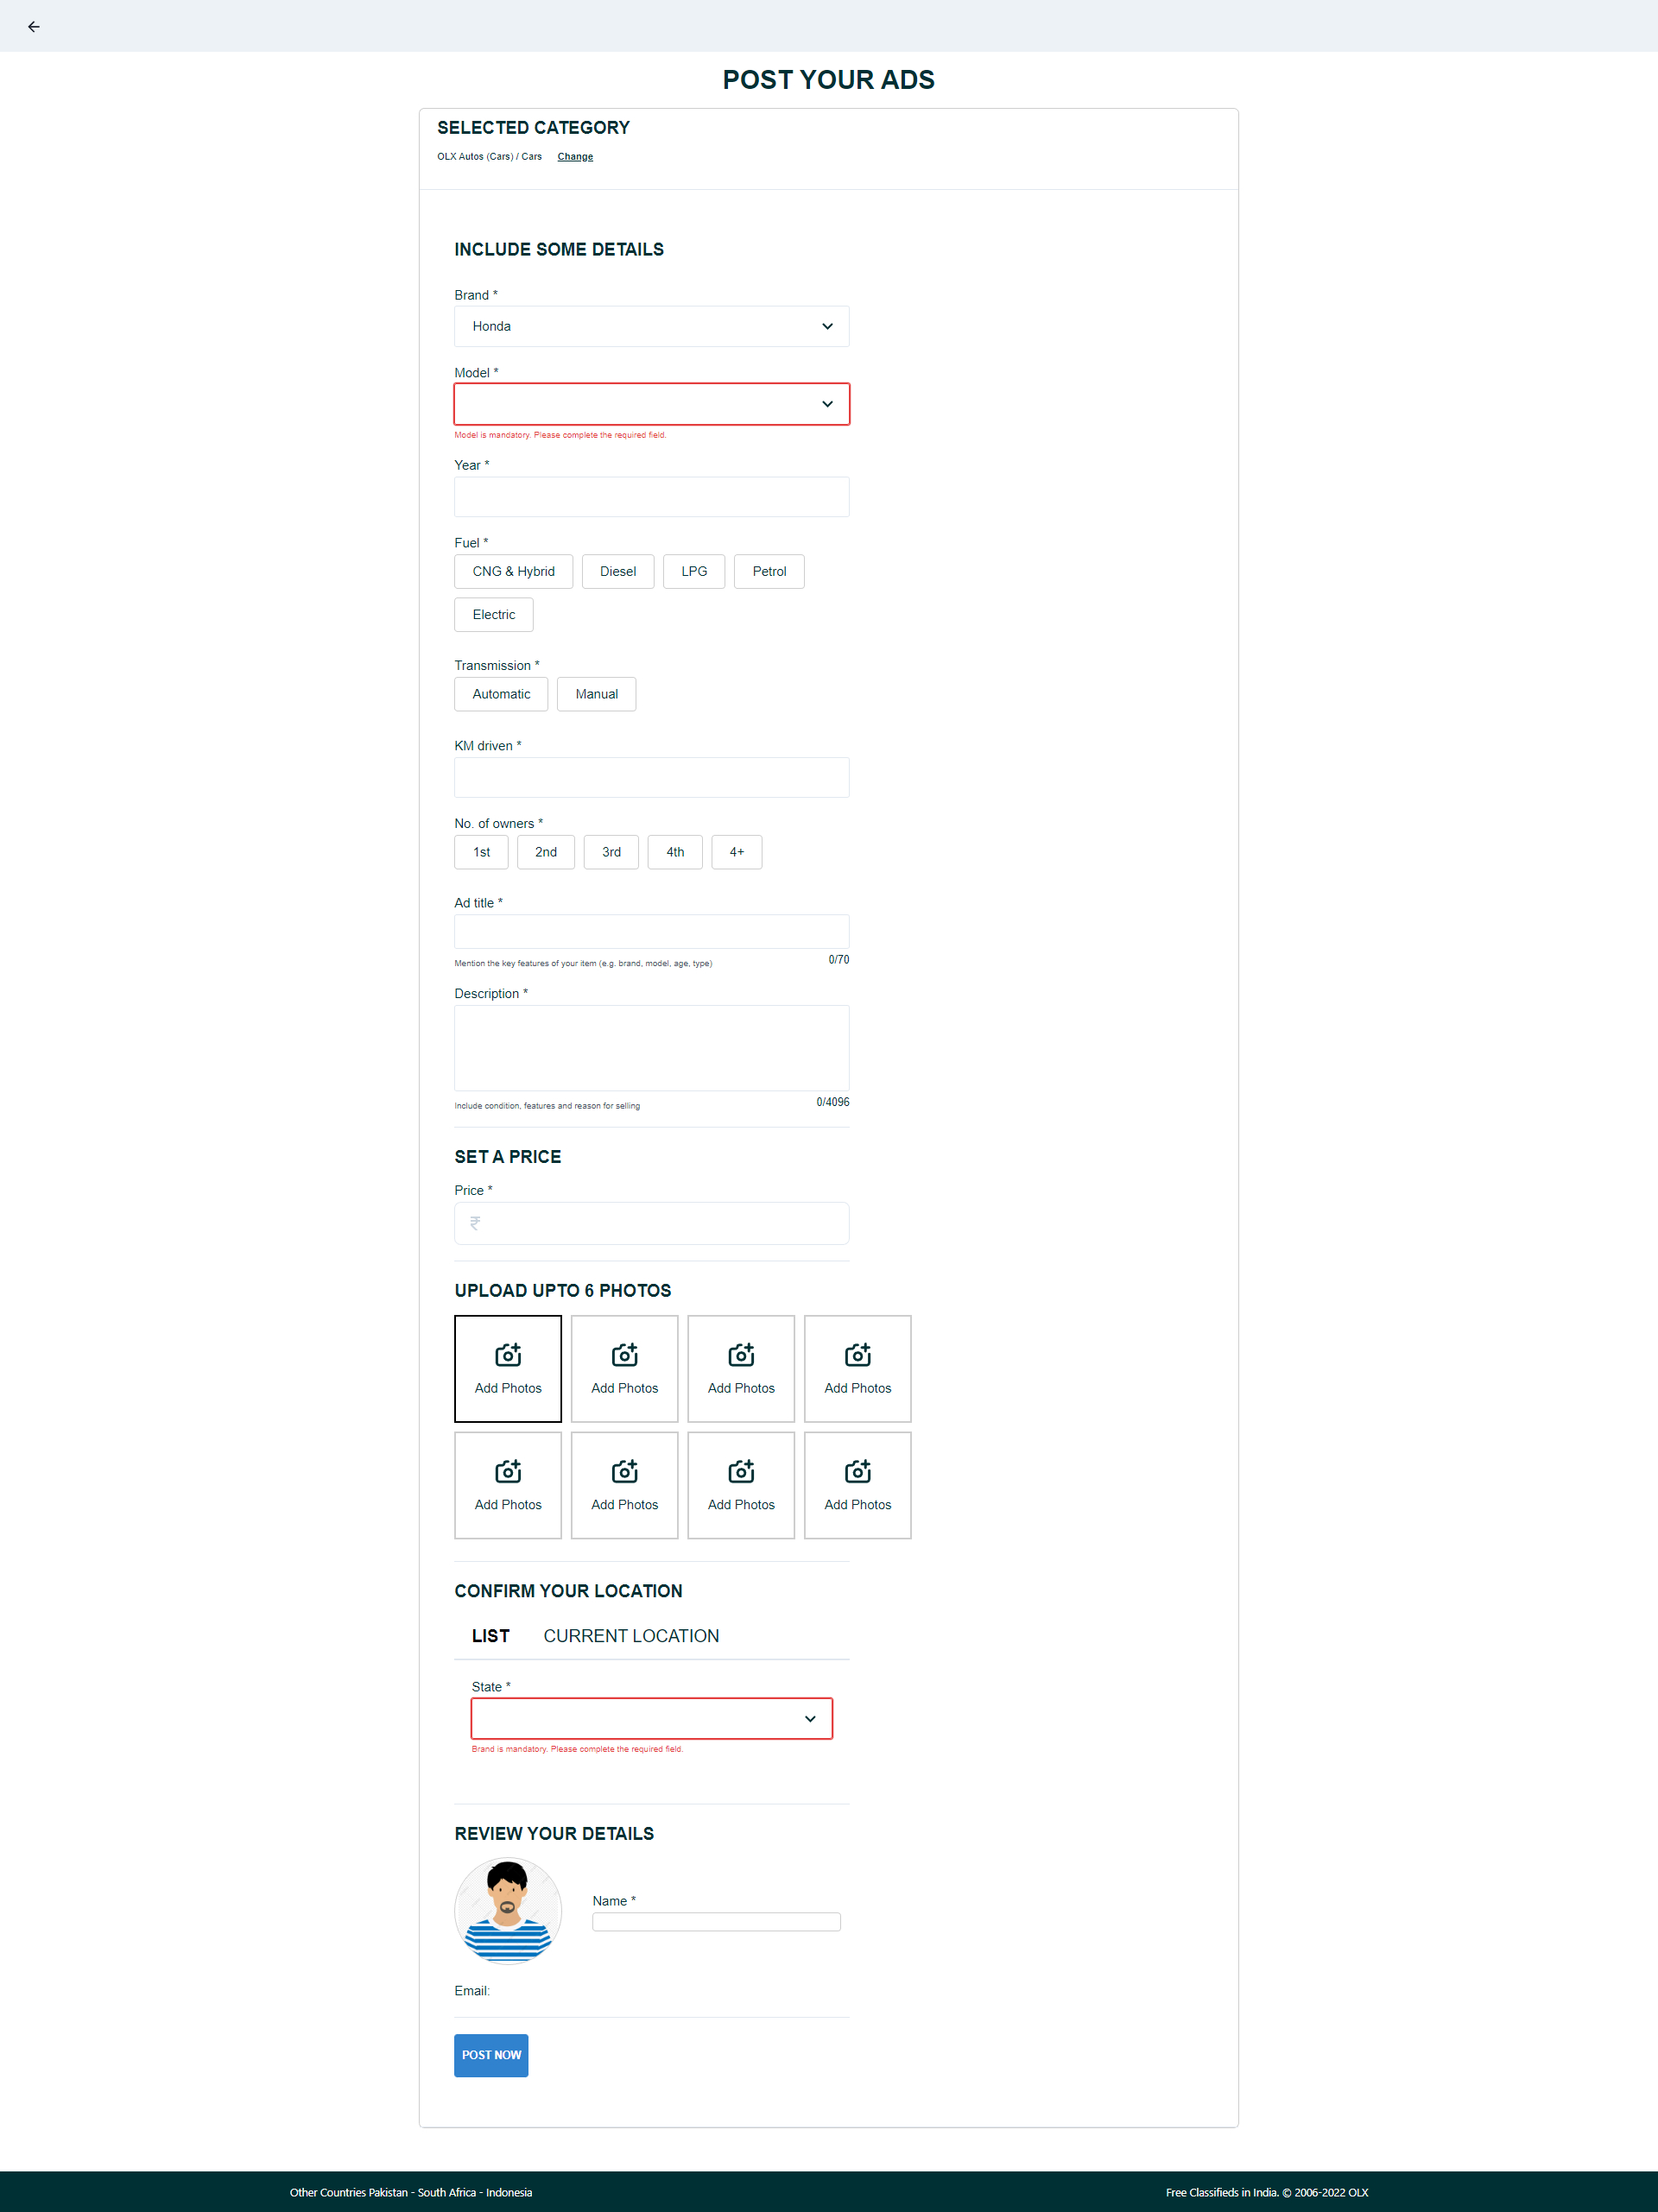 POST YOUR ADS
SELECTED CATEGORY
OLX Autos (Cars) / Cars Change
INCLUDE SOME DETAILS
Brand *
Honda
Model *
Model is mandatory. Please complete the required field.
Year *
Fuel *
CNG & Hybrid Diesel LPG Petrol
Electric
Transmission *
Automatic Manual
KM driven *
No. of owners *
1st 2nd 3rd 4th 4+
Ad title *
Mention the key features of your item (e.g. brand, model, age, type) 0/70
Description *
Include condition, features and reason for selling 0/4096
SET A PRICE
Price *
₹
UPLOAD UPTO 6 PHOTOS
Add Photos Add Photos Add Photos Add Photos
Add Photos Add Photos Add Photos Add Photos
CONFIRM YOUR LOCATION
LIST CURRENT LOCATION
State *
Brand is mandatory. Please complete the required field.
REVIEW YOUR DETAILS
Name *
Email:
POST NOW
Other Countries Pakistan - South Africa - Indonesia Free Classifieds in India. © 2006-2022 OLX